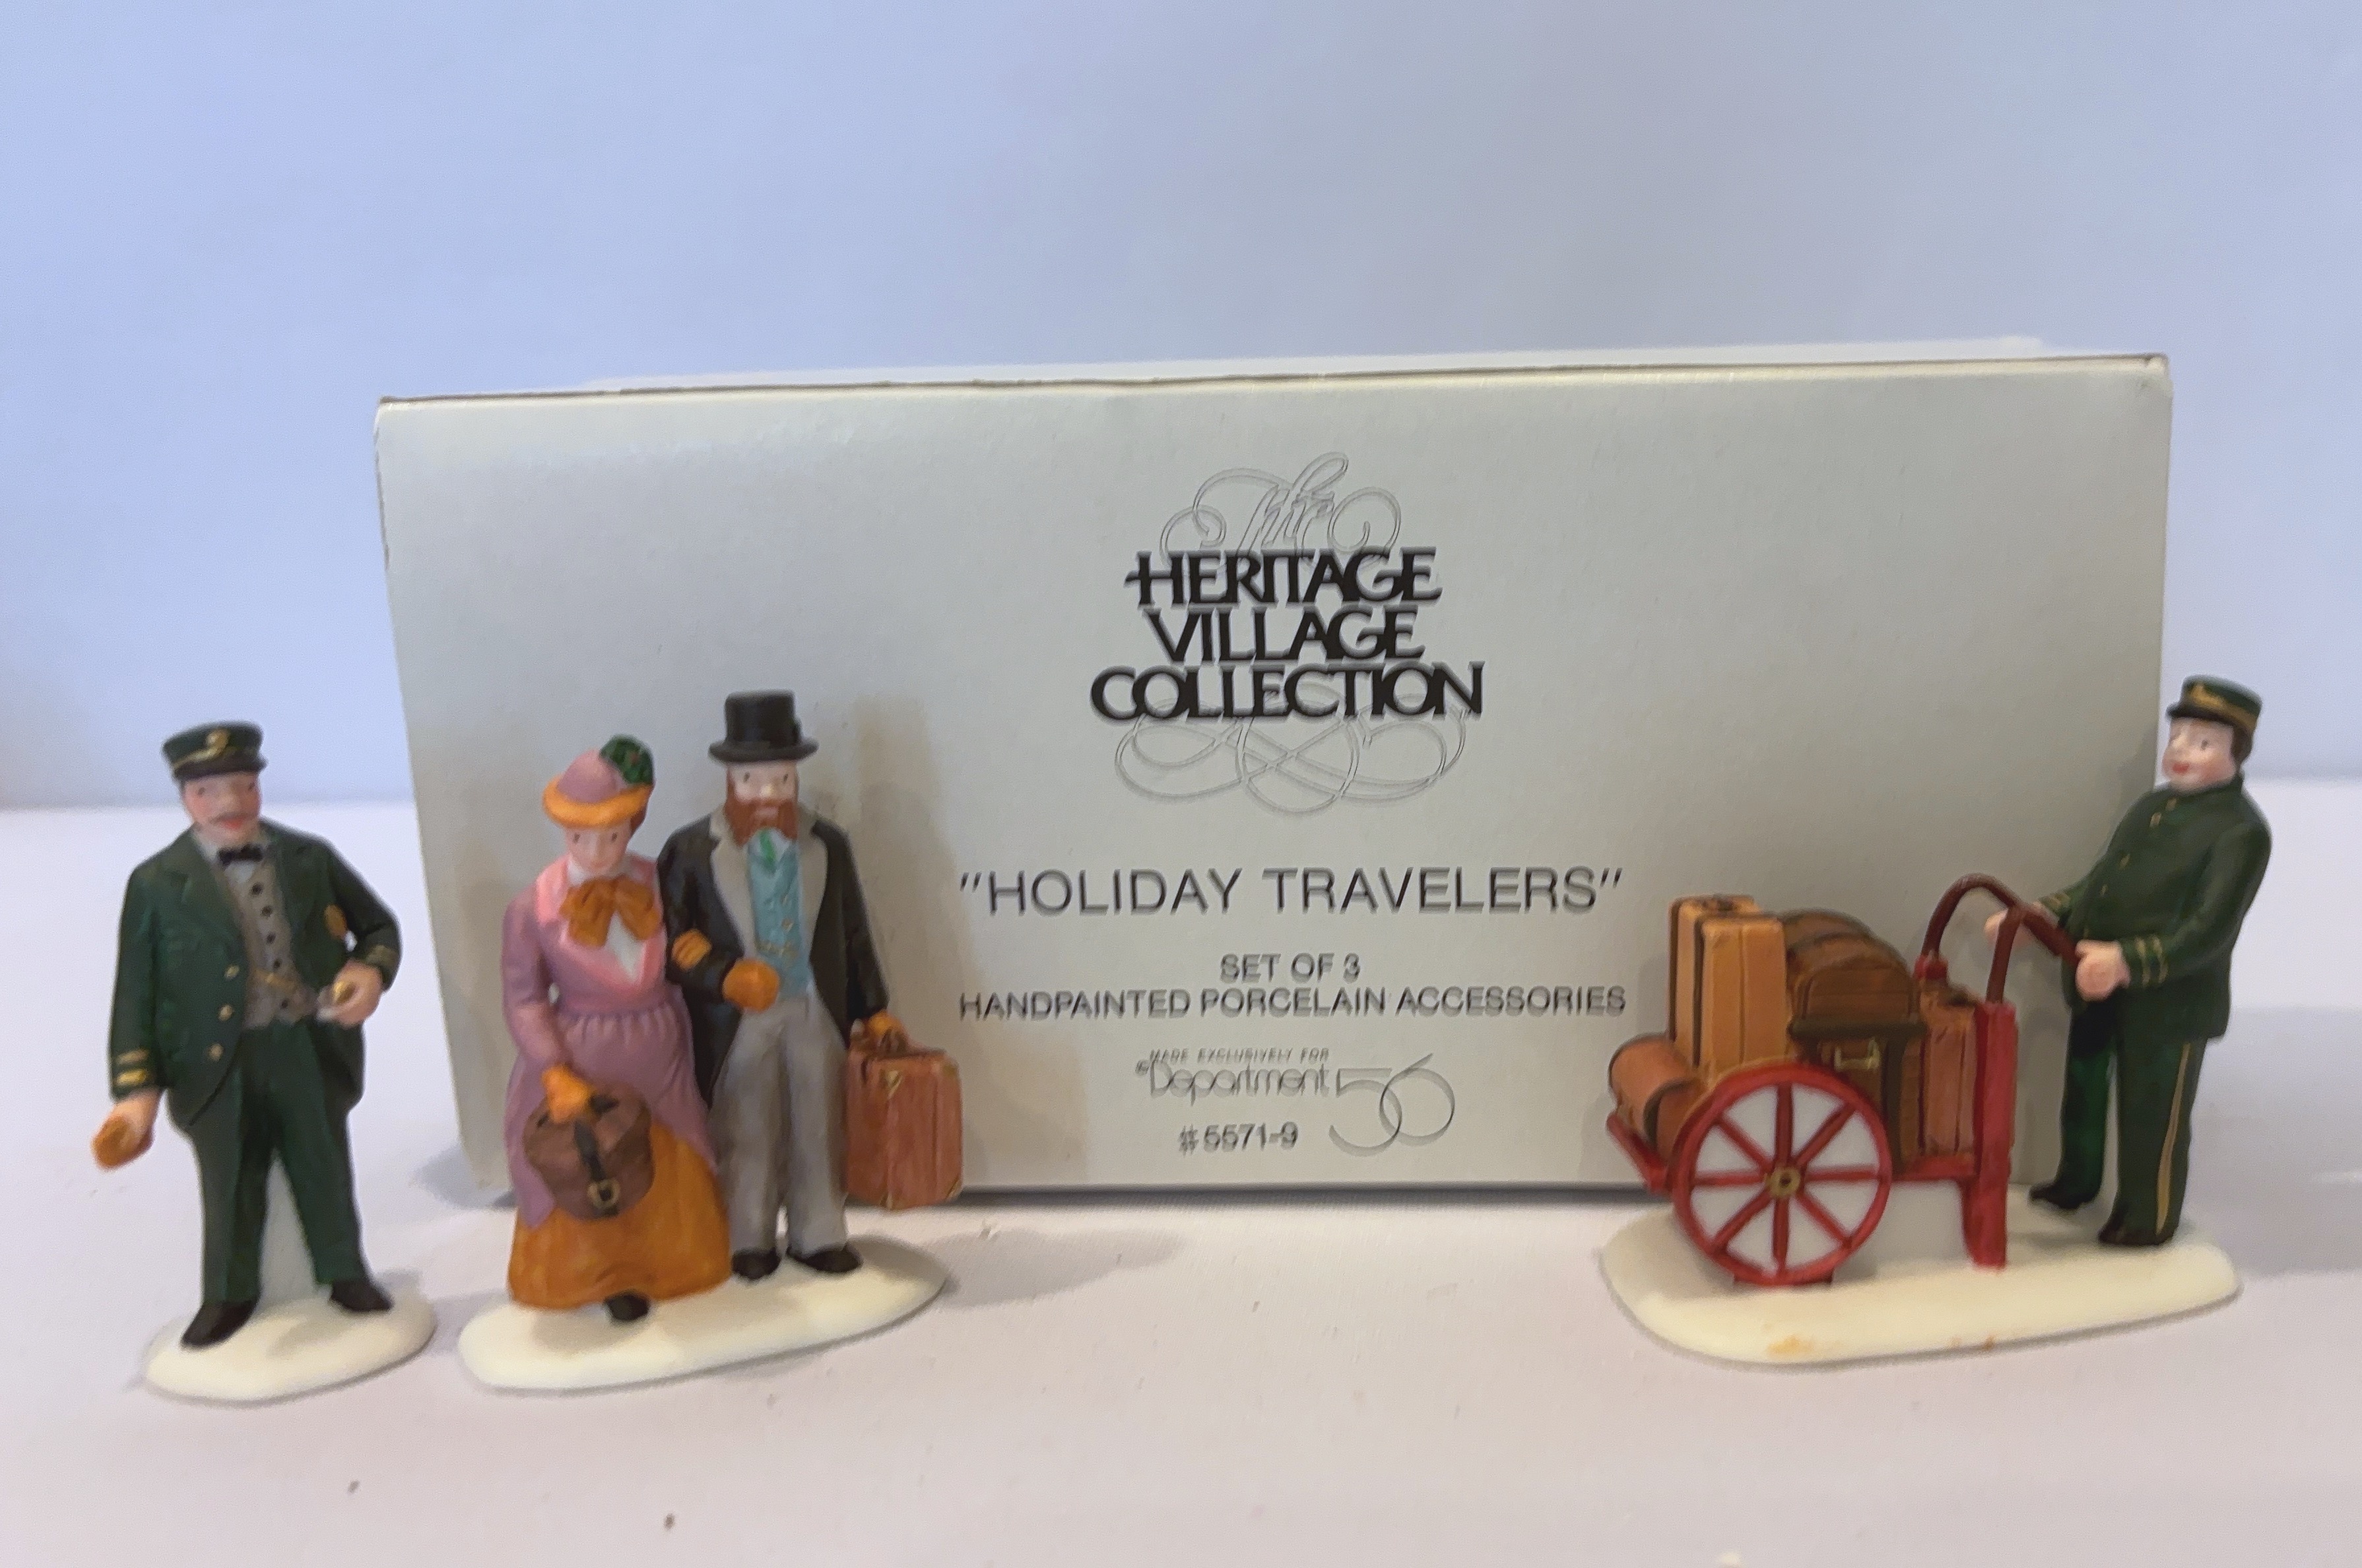 The
HERITAGE
VILLAGE
COLLECTION
"HOLIDAY TRAVELERS"
SET OF 3
HANDPAINTED PORCELAIN ACCESSORIES
MADE EXCLUSIVELY FOR
©Department 56
#5571-9